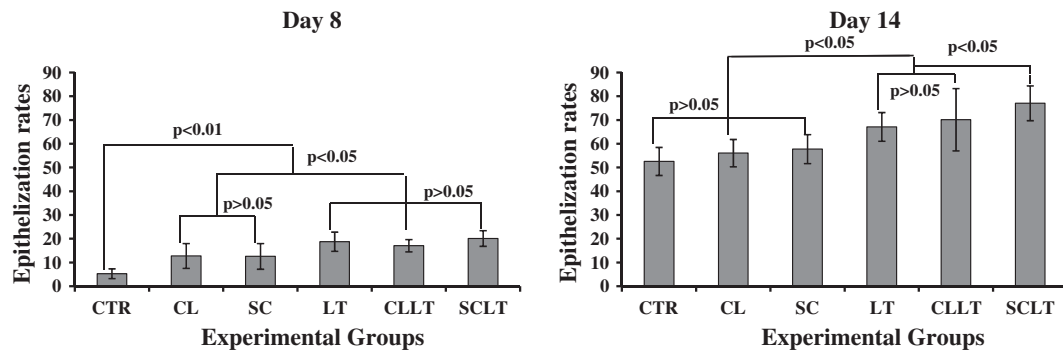 Day 8
p<0.01
p<0.05
p>0.05
p>0.05
Epithelization rates
90
80
70
60
50
40
30
20
10
0
CTR CL SC LT CLLT SCLT
Experimental Groups
Day 14
p<0.05
p<0.05
p>0.05
p>0.05
Epithelization rates
90
80
70
60
50
40
30
20
10
0
CTR CL SC LT CLLT SCLT
Experimental Groups